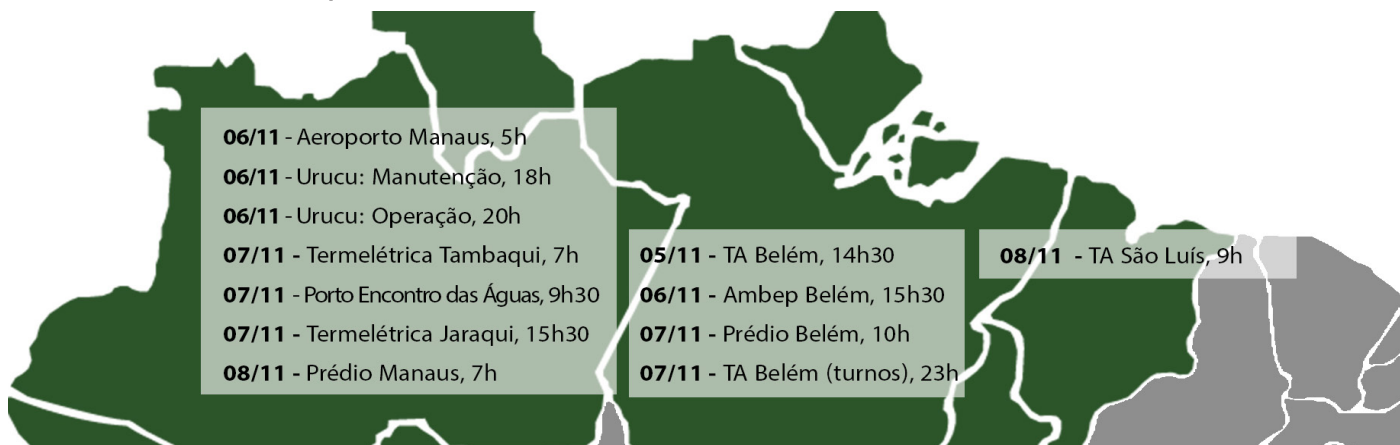 06/11 - Aeroporto Manaus, 5h
06/11 - Urucu: Manutenção, 18h
06/11 - Urucu: Operação, 20h
07/11 - Termelétrica Tambaqui, 7h
07/11 - Porto Encontro das Águas, 9h30
07/11 - Termelétrica Jaraqui, 15h30
08/11 - Prédio Manaus, 7h
05/11 - TA Belém, 14h30
06/11 - Ambep Belém, 15h30
07/11 - Prédio Belém, 10h
07/11 - TA Belém (turnos), 23h
08/11 - TA São Luís, 9h